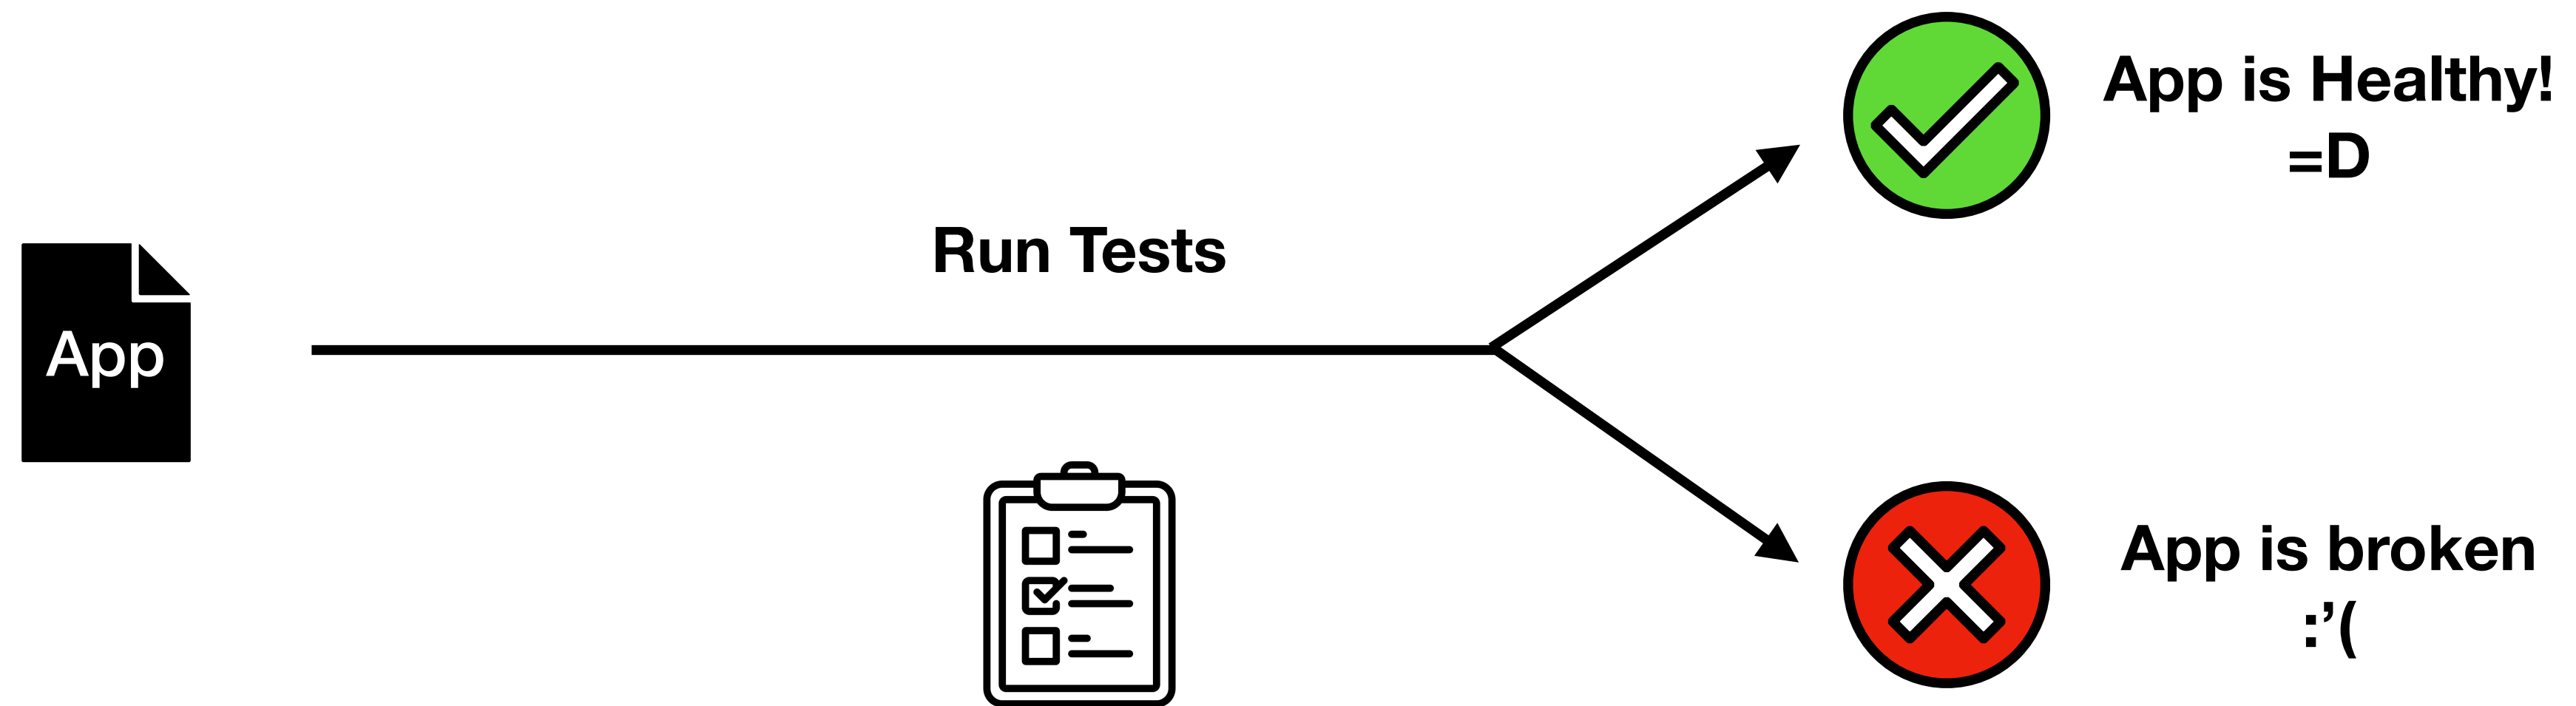 App
Run Tests
App is Healthy!
=D
App is broken
:’(